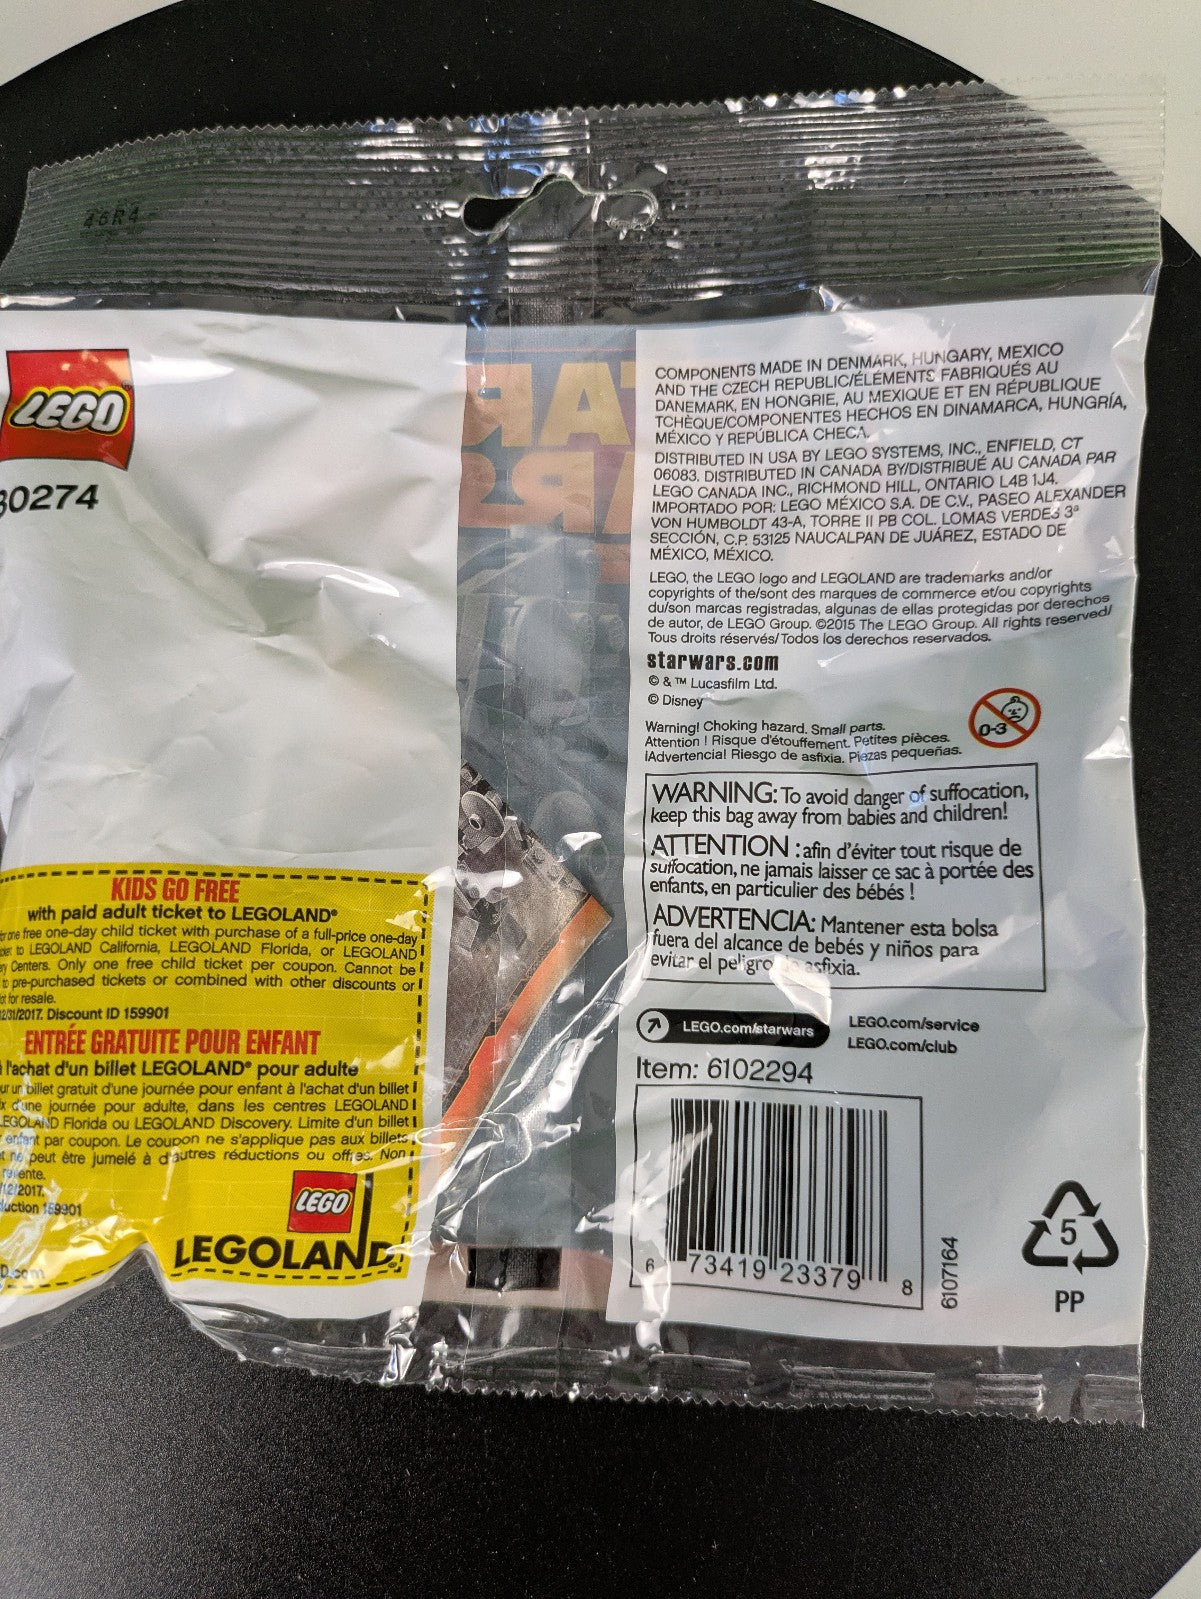 46R4
LEGO
30274
COMPONENTS MADE IN DENMARK, HUNGARY, MEXICO
AND THE CZECH REPUBLIC/ÉLÉMENTS FABRIQUÉS AU
DANEMARK, EN HONGRIE, AU MEXIQUE ET EN RÉPUBLIQUE
TCHÈQUE/COMPONENTES HECHOS EN DINAMARCA, HUNGRÍA,
MÉXICO Y REPÚBLICA CHECA.
DISTRIBUTED IN USA BY LEGO SYSTEMS, INC., ENFIELD, CT
06083. DISTRIBUTED IN CANADA BY/DISTRIBUÉ AU CANADA PAR
LEGO CANADA INC., RICHMOND HILL, ONTARIO L4B 1J4.
IMPORTADO POR: LEGO MÉXICO S.A. DE C.V., PASEO ALEXANDER
VON HUMBOLDT 43-A, TORRE II PB COL. LOMAS VERDES 3ª
SECCIÓN, C.P. 53125 NAUCALPAN DE JUÁREZ, ESTADO DE
MÉXICO, MÉXICO.
LEGO, the LEGO logo and LEGOLAND are trademarks and/or
copyrights of the/sont des marques de commerce et/ou copyrights
du/son marcas registradas, algunas de ellas protegidas por derechos
de autor, de LEGO Group. ©2015 The LEGO Group. All rights reserved/
Tous droits réservés/Todos los derechos reservados.
starwars.com
© & ™ Lucasfilm Ltd.
© Disney
Warning! Choking hazard. Small parts.
Attention ! Risque d'étouffement. Petites pièces.
¡Advertencia! Riesgo de asfixia. Piezas pequeñas.
0-3
WARNING: To avoid danger of suffocation,
keep this bag away from babies and children!
ATTENTION : afin d'éviter tout risque de
suffocation, ne jamais laisser ce sac à portée des
enfants, en particulier des bébés !
ADVERTENCIA: Mantener esta bolsa
fuera del alcance de bebés y niños para
evitar el peligro de asfixia.
LEGO.com/starwars
LEGO.com/service
LEGO.com/club
Item: 6102294
6 73419 23379 8
6107164
5
PP
KIDS GO FREE
with paid adult ticket to LEGOLAND®
one free one-day child ticket with purchase of a full-price one-day
to LEGOLAND California, LEGOLAND Florida, or LEGOLAND
Centers. Only one free child ticket per coupon. Cannot be
pre-purchased tickets or combined with other discounts or
for resale.
12/31/2017. Discount ID 159901
ENTRÉE GRATUITE POUR ENFANT
à l'achat d'un billet LEGOLAND® pour adulte
un billet gratuit d'une journée pour enfant à l'achat d'un billet
d'une journée pour adulte, dans les centres LEGOLAND
LEGOLAND Florida ou LEGOLAND Discovery. Limite d'un billet
enfant par coupon. Le coupon ne s'applique pas aux billets
et ne peut être jumelé à d'autres réductions ou offres. Non
revente.
12/2017.
159901
LEGO
LEGOLAND®